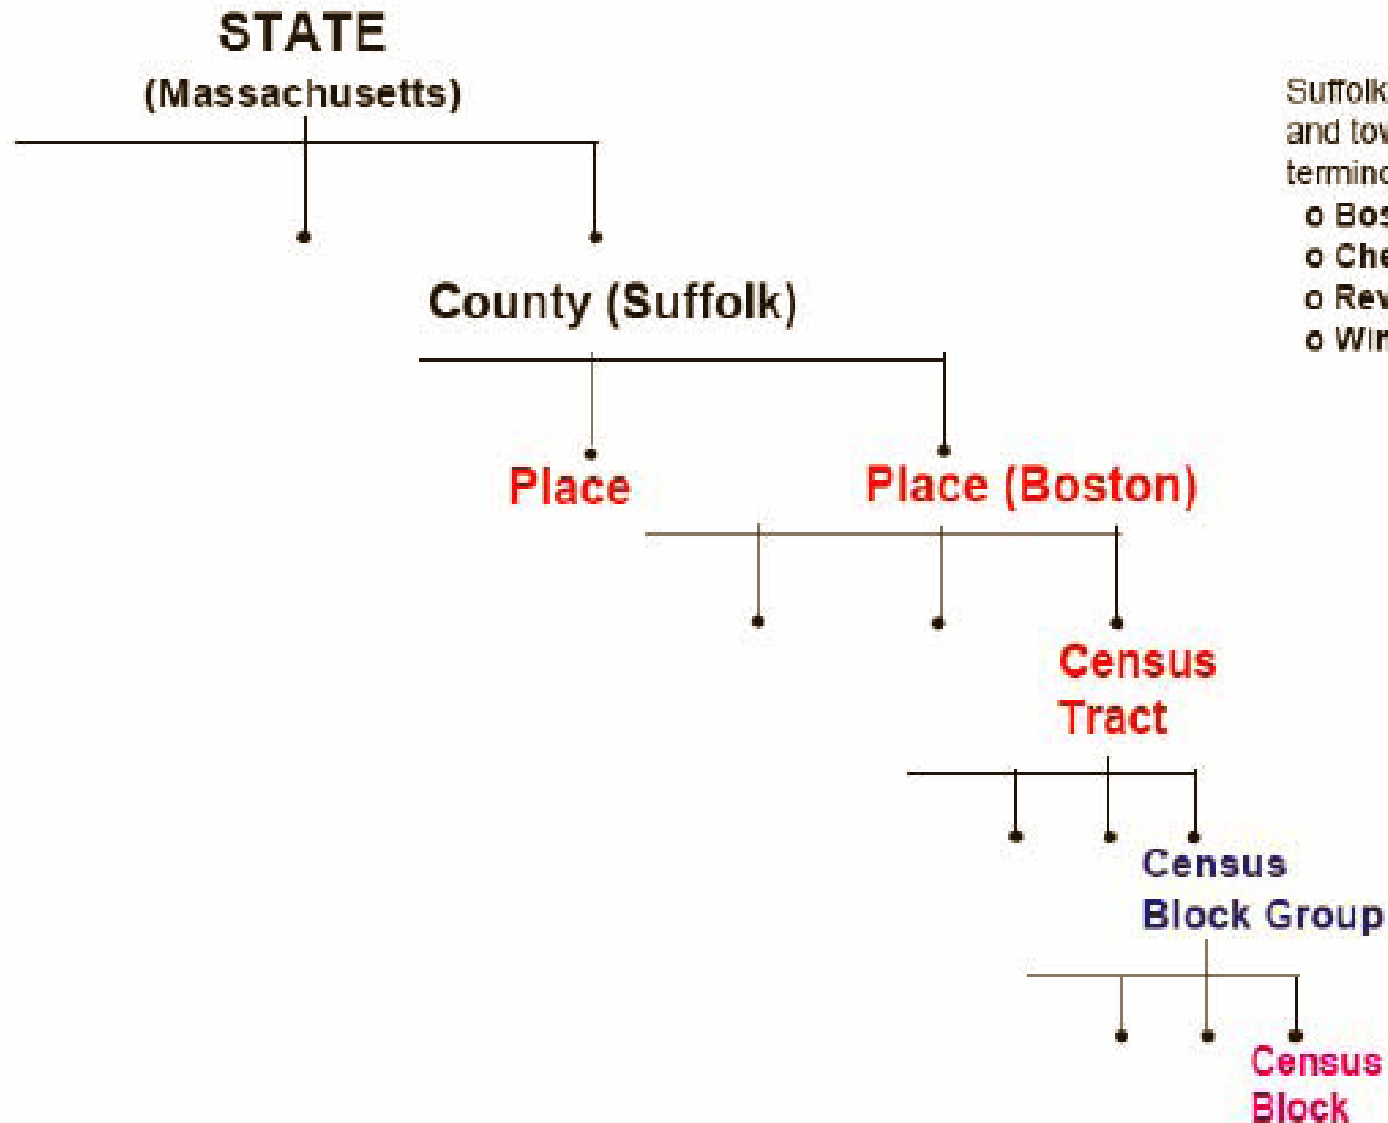 STATE
(Massachusetts)
Suffolk
and
County (Suffolk)
Place
Place (Boston)
Census
Tract
Census
Block Group
Census
Block